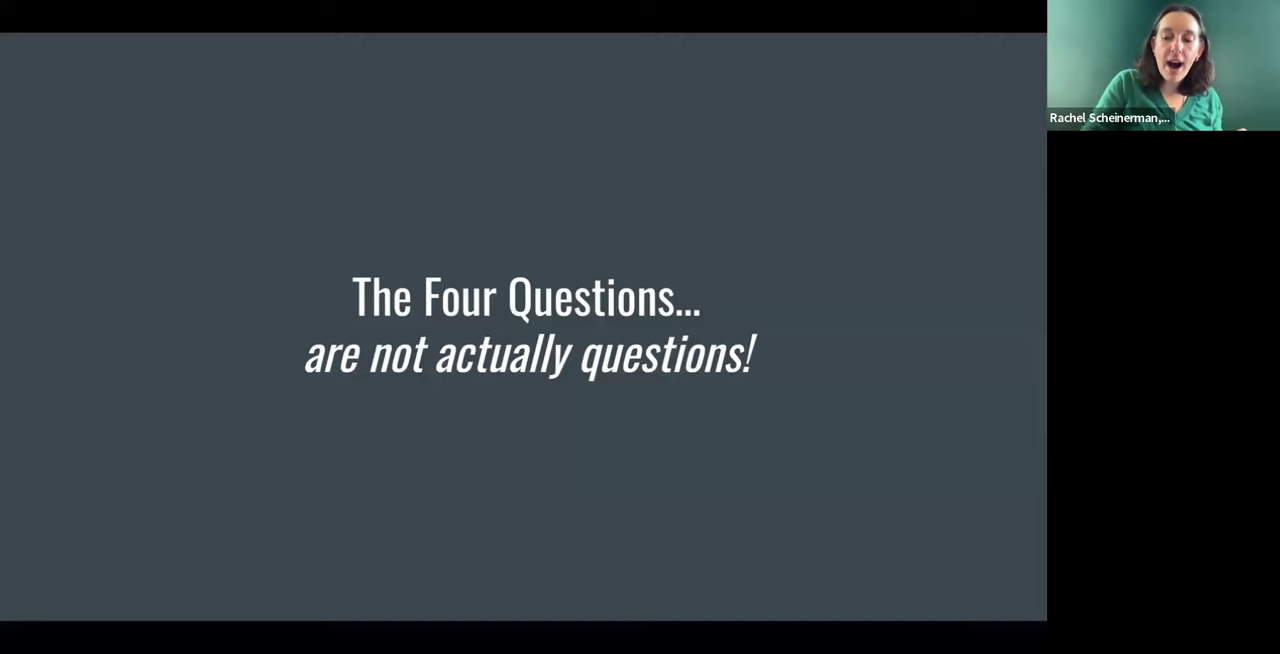 The Four Questions...
are not actually questions!
Rachel Scheinerman,...